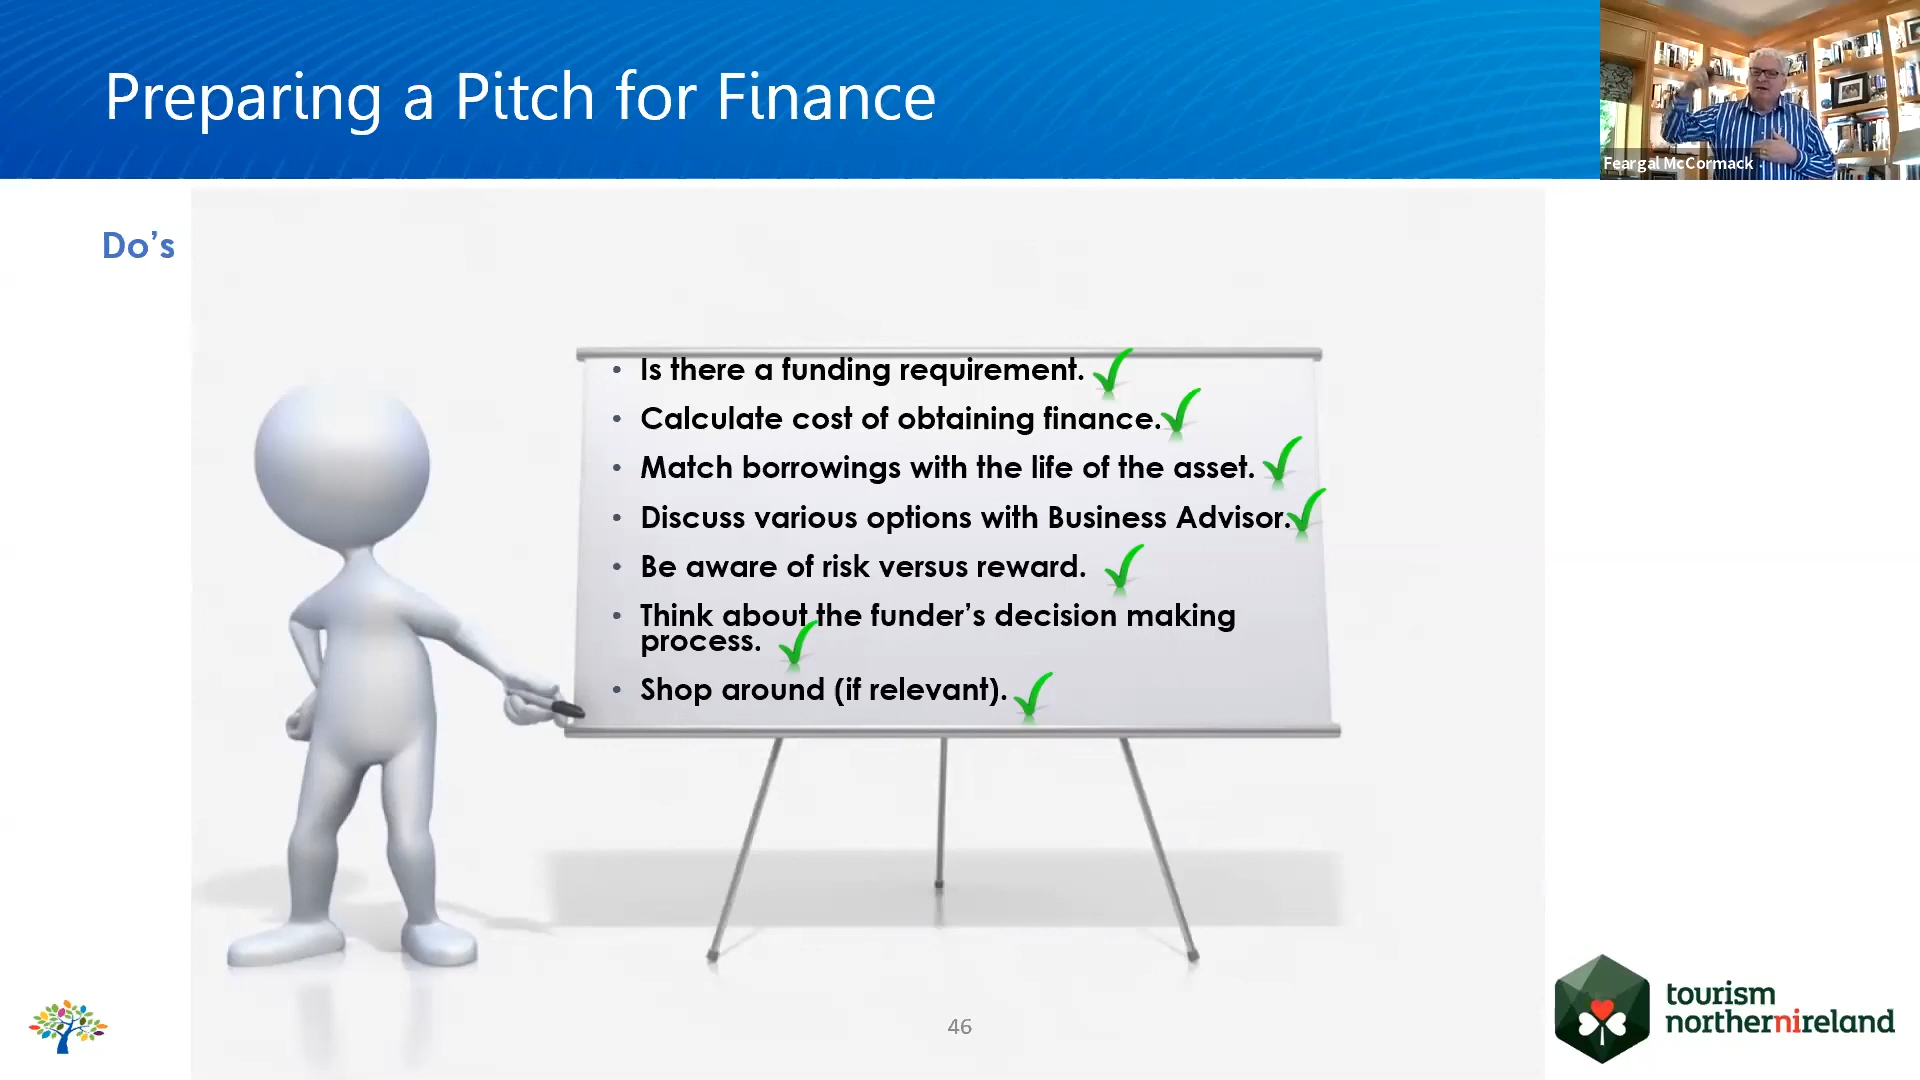 Preparing a Pitch for Finance
Feargal McCormack
Do’s
• Is there a funding requirement.
• Calculate cost of obtaining finance.
• Match borrowings with the life of the asset.
• Discuss various options with Business Advisor.
• Be aware of risk versus reward.
• Think about the funder’s decision making
process.
• Shop around (if relevant).
46
tourism
northernireland